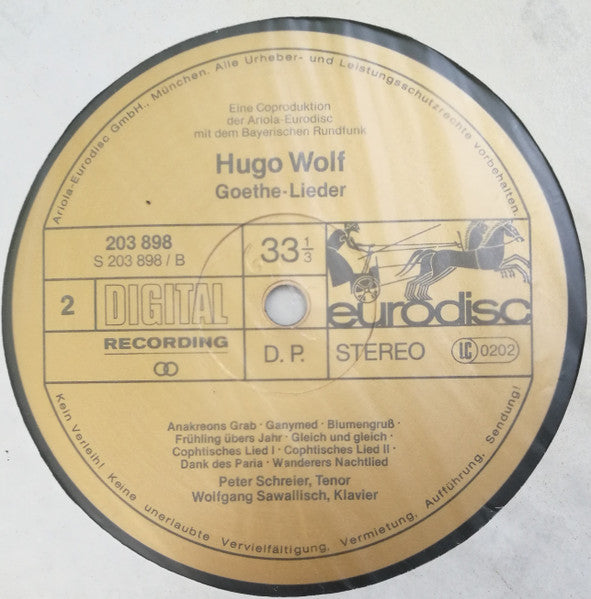 Ariola-Eurodisc GmbH., München. Alle Urheber- und Leistungsschutzrechte vorbehalten.
Eine Coproduktion
der Ariola-Eurodisc
mit dem Bayerischen Rundfunk
Hugo Wolf
Goethe-Lieder
203 898
S 203 898 / B
33 1/3
2
DIGITAL
RECORDING
eurodisc
D. P.
STEREO
LC 0202
Anakreons Grab · Ganymed · Blumengruß ·
Frühling übers Jahr · Gleich und gleich ·
Cophtisches Lied I · Cophtisches Lied II ·
Dank des Paria · Wanderers Nachtlied
Peter Schreier, Tenor
Wolfgang Sawallisch, Klavier
Kein Verleih! Keine unerlaubte Vervielfältigung, Vermietung, Aufführung, Sendung!